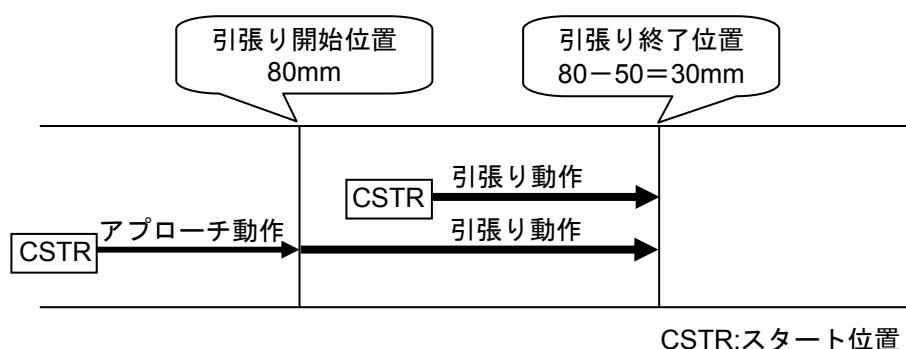 引張り開始位置
80mm
引張り終了位置
80－50＝30mm
引張り動作
CSTR
アプローチ動作
引張り動作
CSTR
CSTR:スタート位置